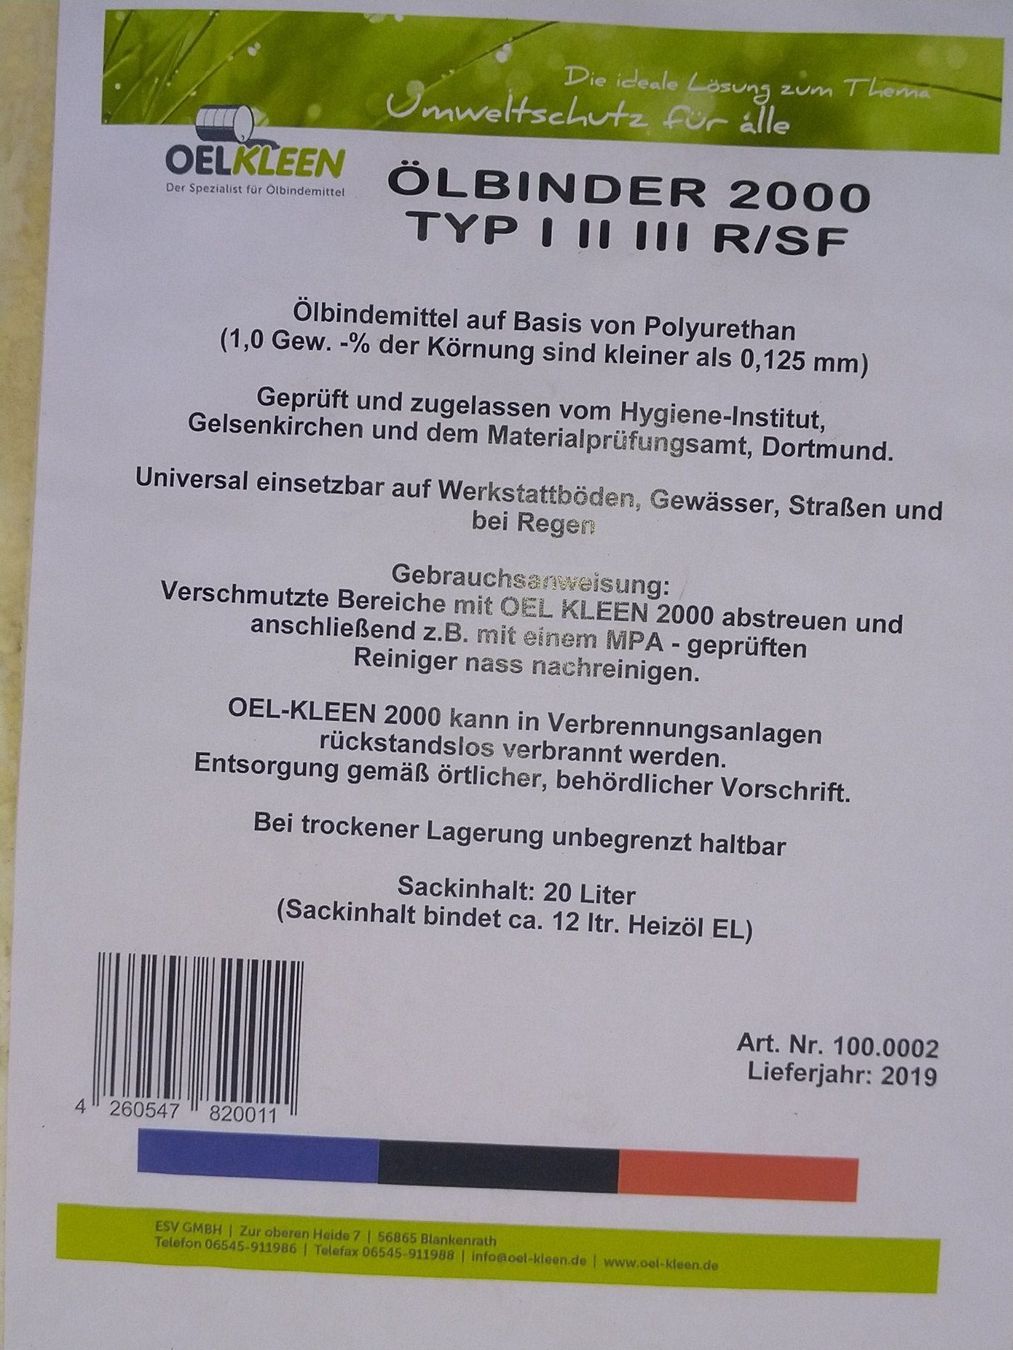 Die ideale Lösung zum Thema
Umweltschutz für alle
OELKLEEN
Der Spezialist für Ölbindemittel
ÖLBINDER 2000
TYP I II III R/SF
Ölbindemittel auf Basis von Polyurethan
(1,0 Gew. -% der Körnung sind kleiner als 0,125 mm)
Geprüft und zugelassen vom Hygiene-Institut,
Gelsenkirchen und dem Materialprüfungsamt, Dortmund.
Universal einsetzbar auf Werkstattböden, Gewässer, Straßen und
bei Regen
Gebrauchsanweisung:
Verschmutzte Bereiche mit OEL KLEEN 2000 abstreuen und
anschließend z.B. mit einem MPA - geprüften
Reiniger nass nachreinigen.
OEL-KLEEN 2000 kann in Verbrennungsanlagen
rückstandslos verbrannt werden.
Entsorgung gemäß örtlicher, behördlicher Vorschrift.
Bei trockener Lagerung unbegrenzt haltbar
Sackinhalt: 20 Liter
(Sackinhalt bindet ca. 12 ltr. Heizöl EL)
Art. Nr. 100.0002
Lieferjahr: 2019
4 260547 820011
ESV GMBH | Zur oberen Heide 7 | 56865 Blankenrath
Telefon 06545-911986 | Telefax 06545-911988 | info@oel-kleen.de | www.oel-kleen.de